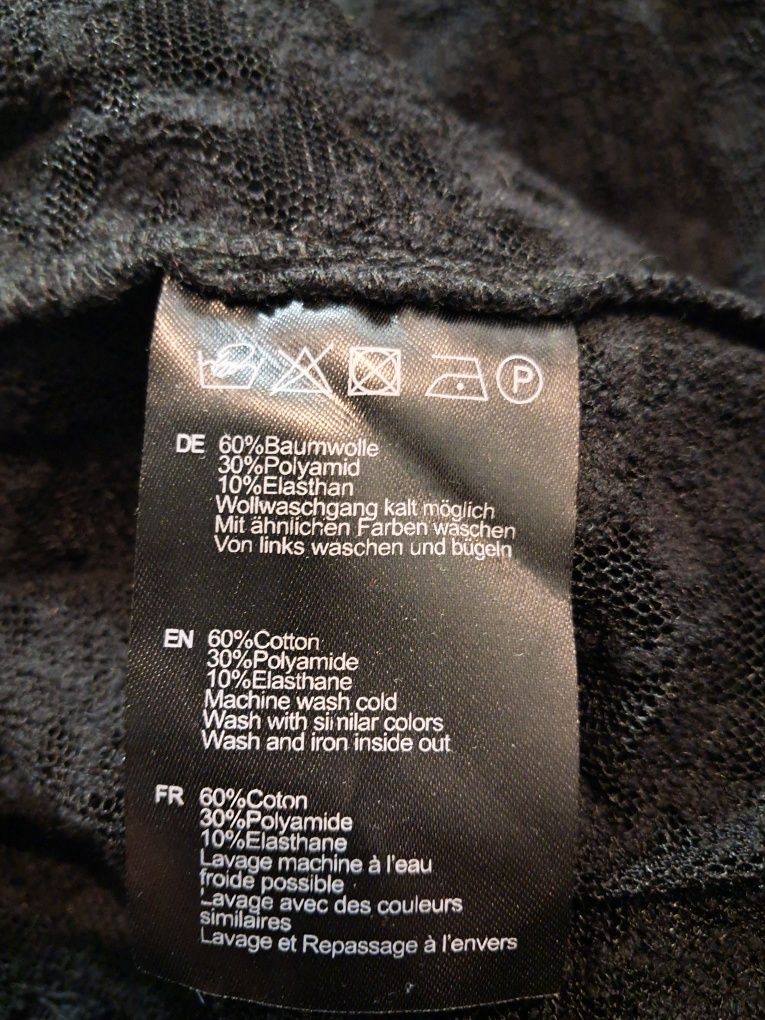 P
DE 60%Baumwolle
30%Polyamid
10%Elasthan
Wollwaschgang kalt möglich
Mit ähnlichen Farben waschen
Von links waschen und bügeln
EN 60%Cotton
30%Polyamide
10%Elasthane
Machine wash cold
Wash with similar colors
Wash and iron inside out
FR 60%Coton
30%Polyamide
10%Elasthane
Lavage machine à l'eau
froide possible
Lavage avec des couleurs
similaires
Lavage et Repassage à l'envers